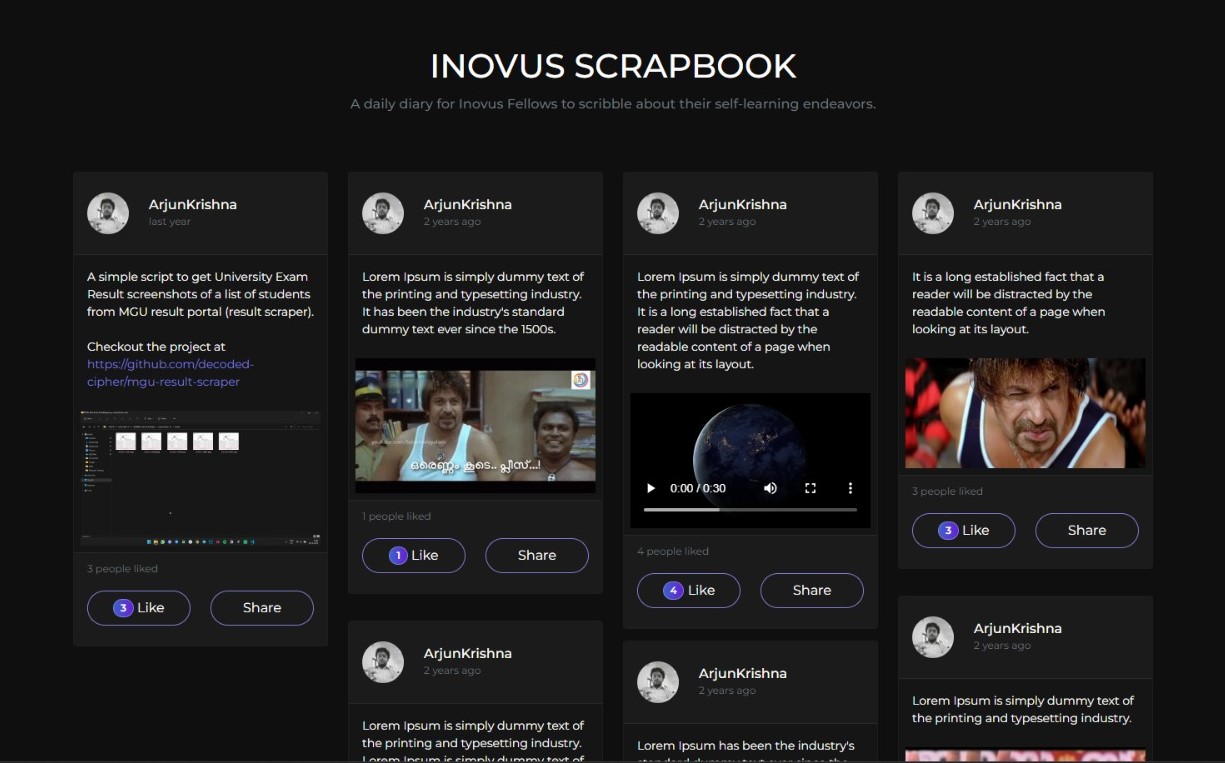 INOVUS SCRAPBOOK
A daily diary for Inovus Fellows to scribble about their self-learning endeavors.
ArjunKrishna
last year
A simple script to get University Exam
Result screenshots of a list of students
from MGU result portal (result scraper).
Checkout the project at
https://github.com/decoded-
cipher/mgu-result-scraper
3 people liked
3 Like
Share
ArjunKrishna
2 years ago
Lorem Ipsum is simply dummy text of
the printing and typesetting industry.
It has been the industry's standard
dummy text ever since the 1500s.
ഒരെണ്ണം കൂടെ.. പ്ലീസ്...!
1 people liked
1 Like
Share
ArjunKrishna
2 years ago
Lorem Ipsum is simply dummy text of
the printing and typesetting industry.
ArjunKrishna
2 years ago
Lorem Ipsum is simply dummy text of
the printing and typesetting industry.
It is a long established fact that a
reader will be distracted by the
readable content of a page when
looking at its layout.
0:00 / 0:30
4 people liked
4 Like
Share
ArjunKrishna
2 years ago
Lorem Ipsum has been the industry's
ArjunKrishna
2 years ago
It is a long established fact that a
reader will be distracted by the
readable content of a page when
looking at its layout.
3 people liked
3 Like
Share
ArjunKrishna
2 years ago
Lorem Ipsum is simply dummy text of
the printing and typesetting industry.